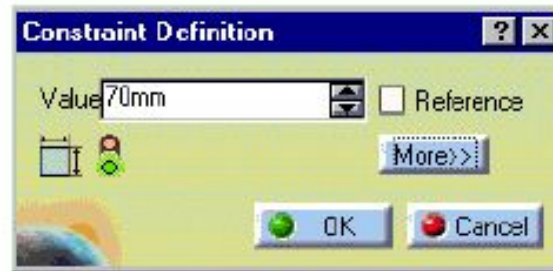 Constraint Definition
? ×
Value 70mm Reference
More>>
OK Cancel